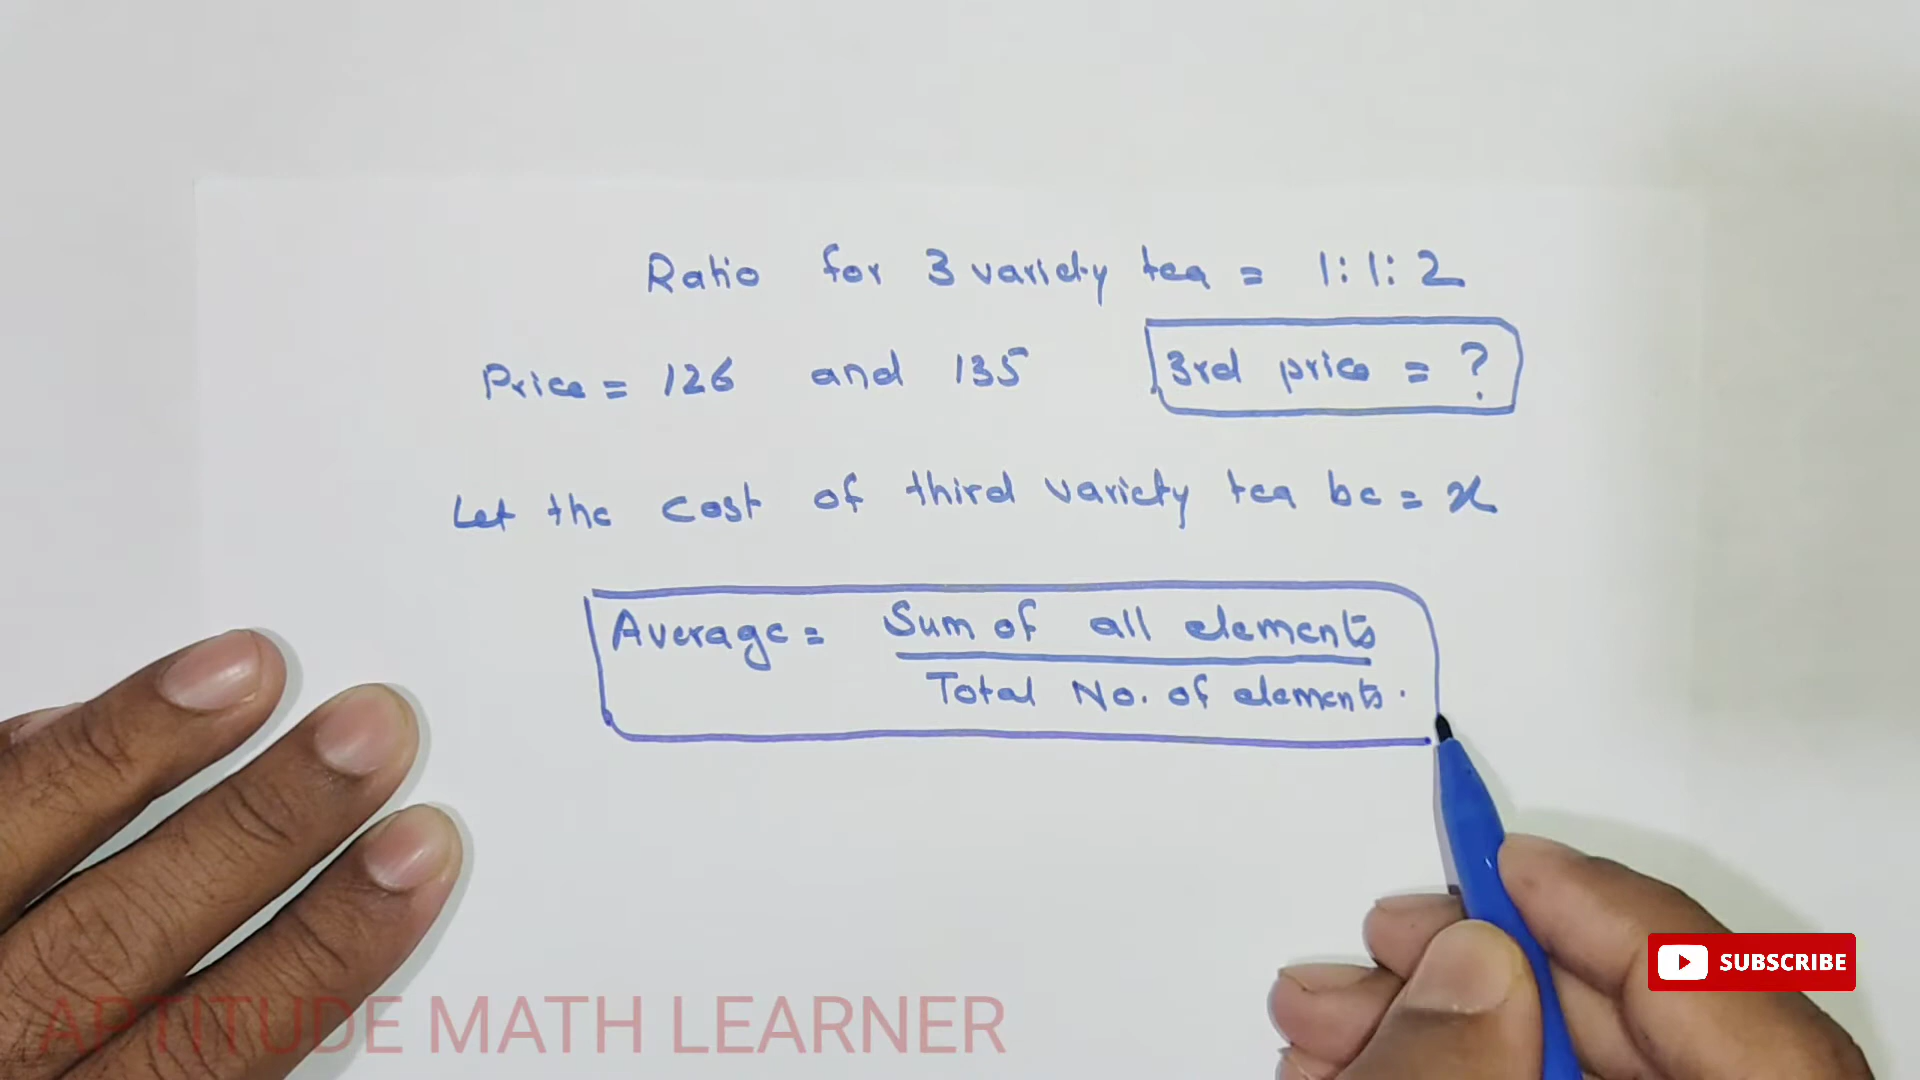 Ratio for 3 variety tea = 1:1:2
Price = 126 and 135 3rd price = ?
Let the cost of third variety tea be = x
Average = Sum of all elements
Total No. of elements.
SUBSCRIBE
APTITUDE MATH LEARNER